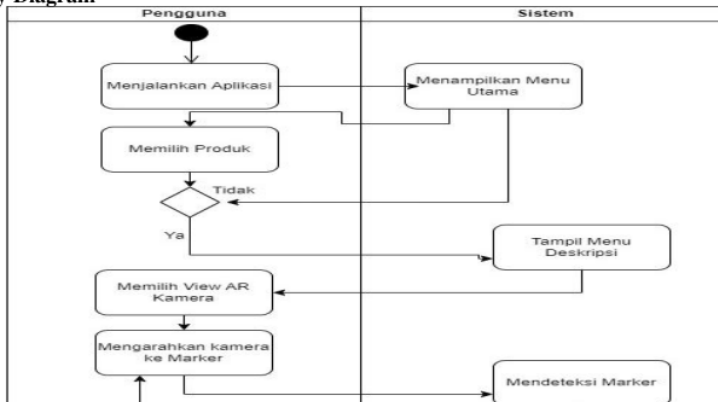 y Diagram
Pengguna
Sistem
Menjalankan Aplikasi
Menampilkan Menu
Utama
Memilih Produk
Tidak
Ya
Tampil Menu
Deskripsi
Memilih View AR
Kamera
Mengarahkan kamera
ke Marker
Mendeteksi Marker